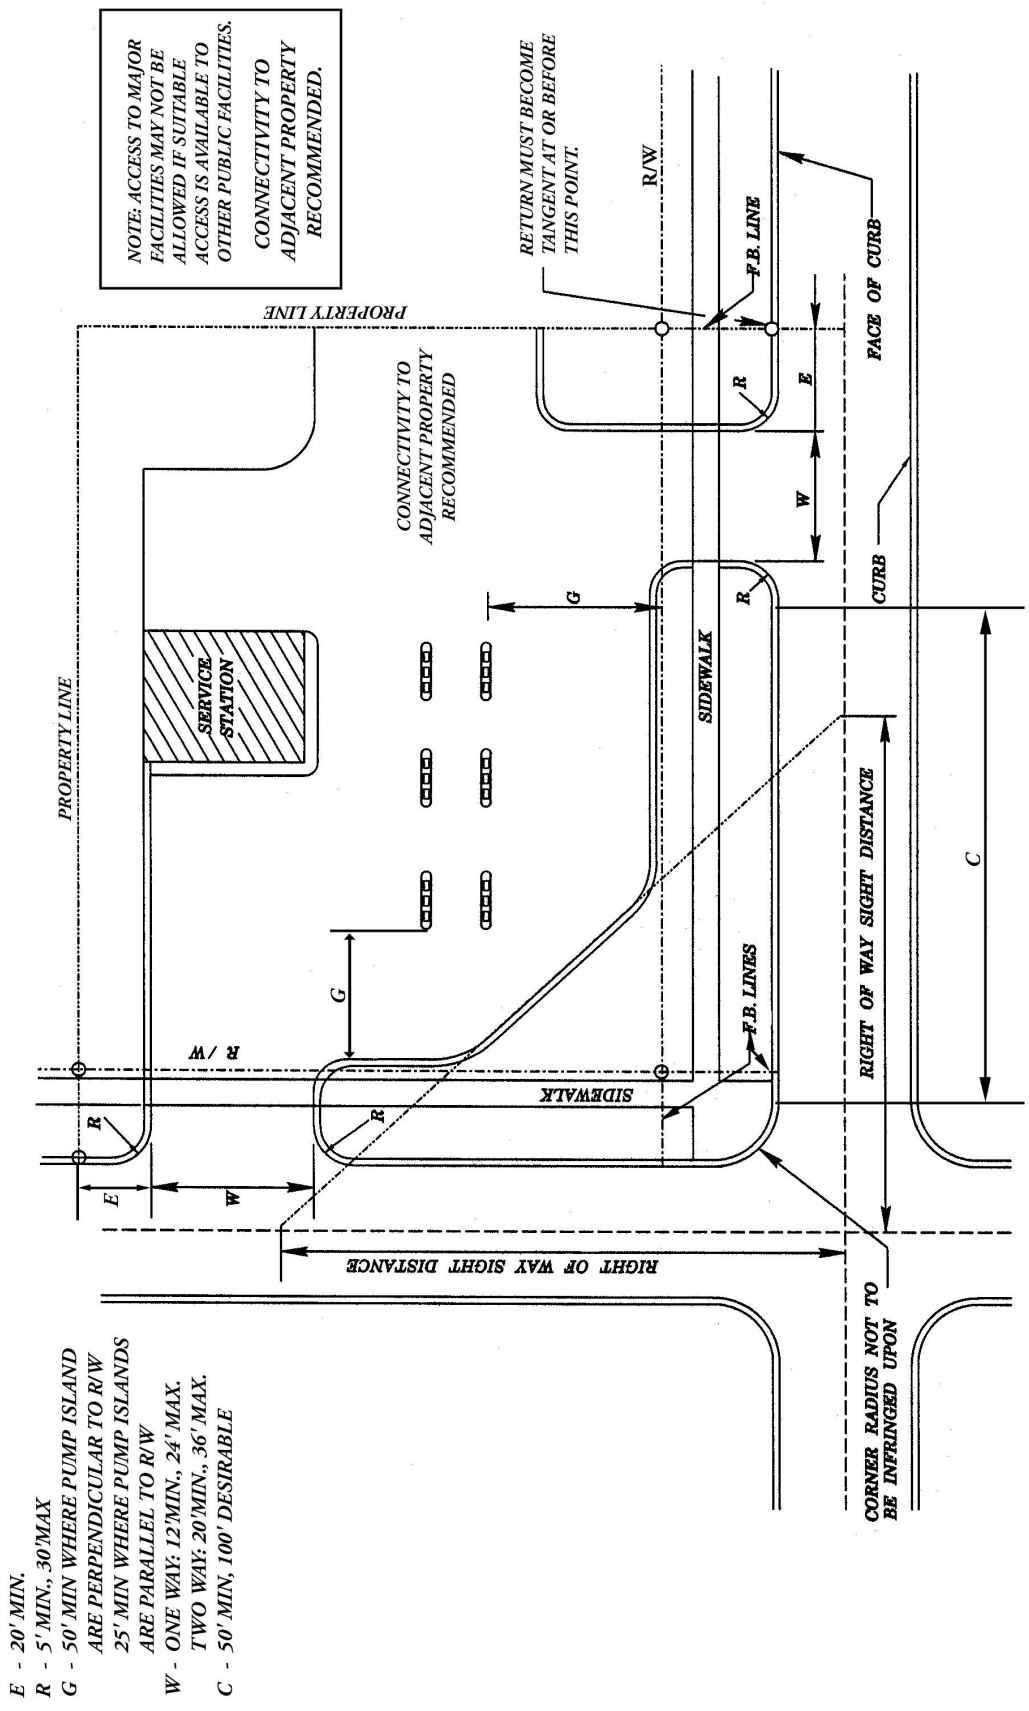 E - 20' MIN.
R - 5' MIN., 30'MAX
G - 50' MIN WHERE PUMP ISLAND
ARE PERPENDICULAR TO R/W
25' MIN WHERE PUMP ISLANDS
ARE PARALLEL TO R/W
W - ONE WAY: 12'MIN., 24' MAX.
TWO WAY: 20'MIN., 36' MAX.
C - 50' MIN, 100' DESIRABLE
NOTE: ACCESS TO MAJOR
FACILITIES MAY NOT BE
ALLOWED IF SUITABLE
ACCESS IS AVAILABLE TO
OTHER PUBLIC FACILITIES.
CONNECTIVITY TO
ADJACENT PROPERTY
RECOMMENDED.
PROPERTY LINE
PROPERTY LINE
SERVICE
STATION
CONNECTIVITY TO
ADJACENT PROPERTY
RECOMMENDED
RETURN MUST BECOME
TANGENT AT OR BEFORE
THIS POINT.
R/W
F.B. LINE
R
E
W
R
G
G
R / W
R
E
W
R
SIDEWALK
SIDEWALK
F.B. LINES
RIGHT OF WAY SIGHT DISTANCE
RIGHT OF WAY SIGHT DISTANCE
FACE OF CURB
CURB
C
CORNER RADIUS NOT TO
BE INFRINGED UPON